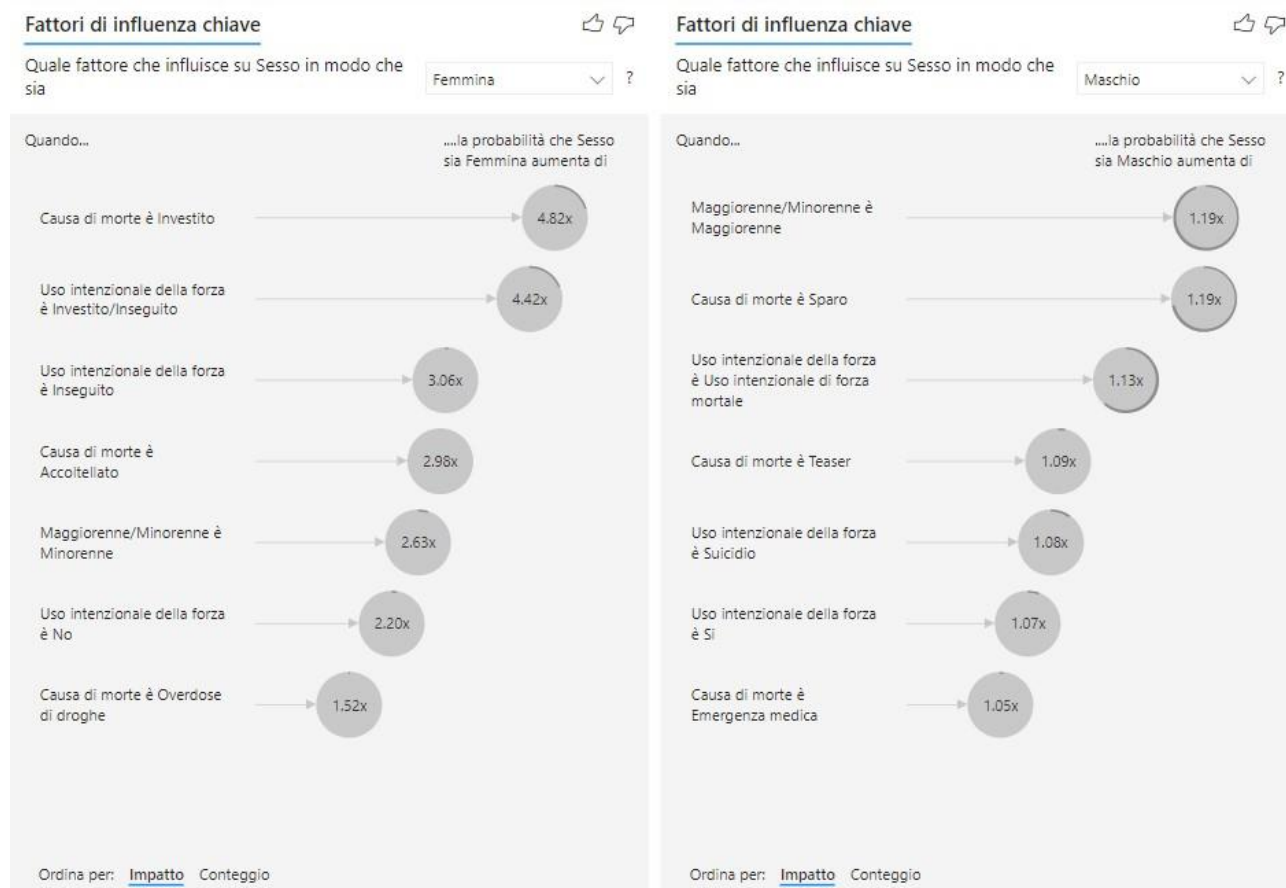 Fattori di influenza chiave
Quale fattore che influisce su Sesso in modo che
sia
Femmina
?
Quando...
....la probabilità che Sesso
sia Femmina aumenta di
Causa di morte è Investito
4.82x
Uso intenzionale della forza
è Investito/Inseguito
4.42x
Uso intenzionale della forza
è Inseguito
3.06x
Causa di morte è
Accoltellato
2.98x
Maggiorenne/Minorenne è
Minorenne
2.63x
Uso intenzionale della forza
è No
2.20x
Causa di morte è Overdose
di droghe
1.52x
Ordina per: Impatto Conteggio
Fattori di influenza chiave
Quale fattore che influisce su Sesso in modo che
sia
Maschio
?
Quando...
....la probabilità che Sesso
sia Maschio aumenta di
Maggiorenne/Minorenne è
Maggiorenne
1.19x
Causa di morte è Sparo
1.19x
Uso intenzionale della forza
è Uso intenzionale di forza
mortale
1.13x
Causa di morte è Teaser
1.09x
Uso intenzionale della forza
è Suicidio
1.08x
Uso intenzionale della forza
è Si
1.07x
Causa di morte è
Emergenza medica
1.05x
Ordina per: Impatto Conteggio